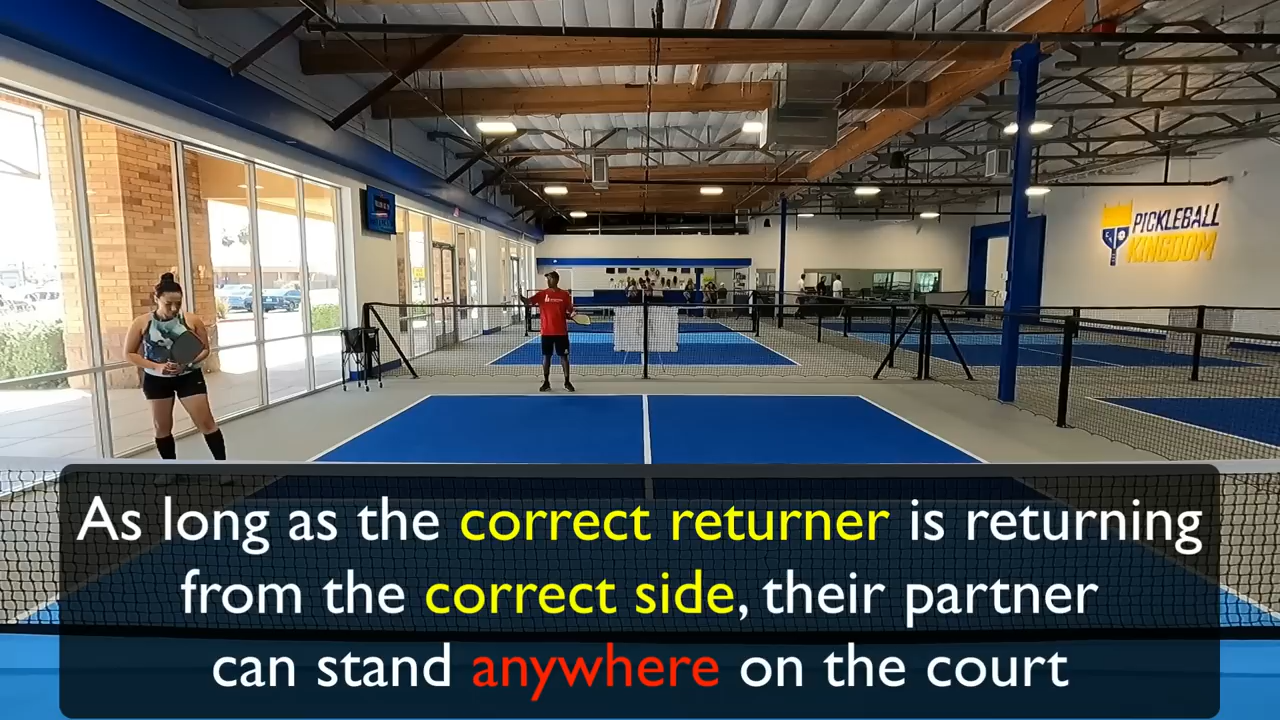 PICKLEBALL
KINGDOM
As long as the correct returner is returning
from the correct side, their partner
can stand anywhere on the court